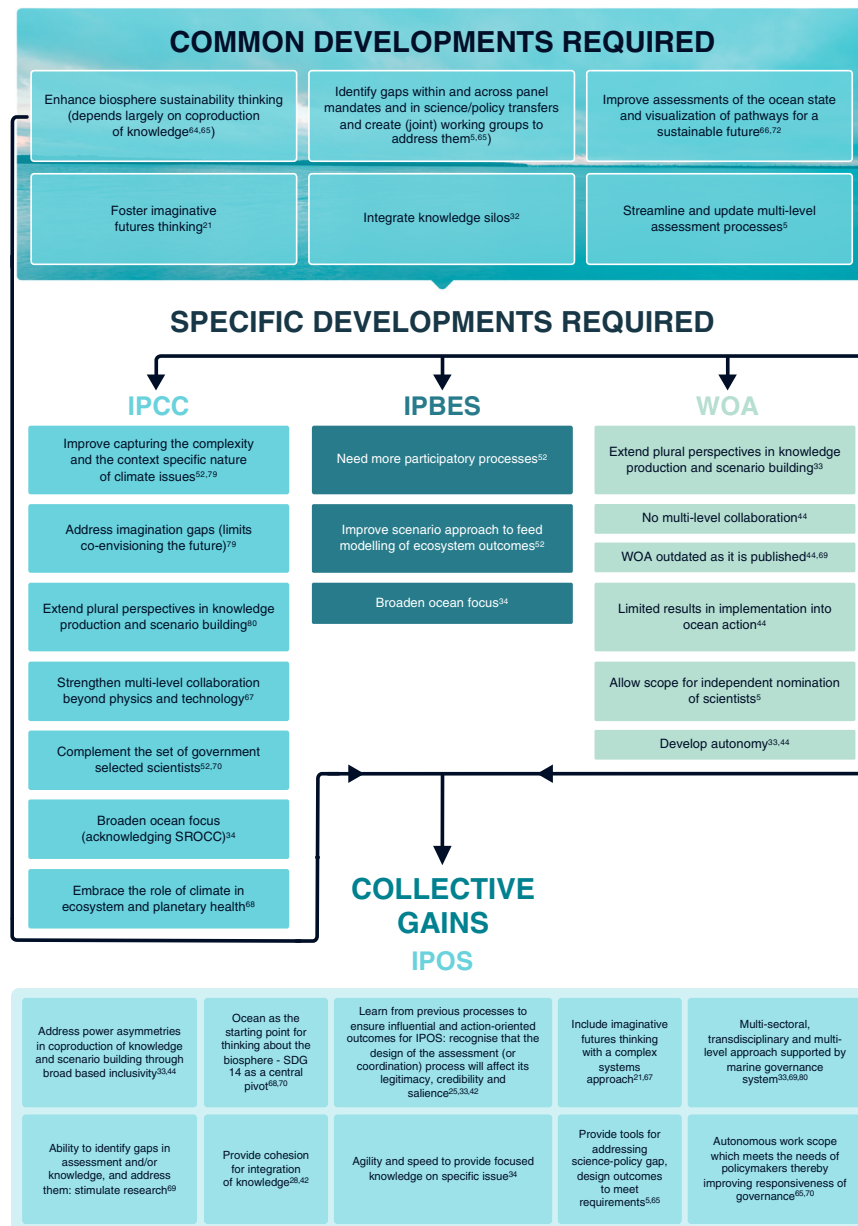 COMMON DEVELOPMENTS REQUIRED
Enhance biosphere sustainability thinking
(depends largely on coproduction
of knowledge64,65)
Identify gaps within and across panel
mandates and in science/policy transfers
and create (joint) working groups to
address them5,65)
Improve assessments of the ocean state
and visualization of pathways for a
sustainable future66,72
Foster imaginative
futures thinking21
Integrate knowledge silos32
Streamline and update multi-level
assessment processes5
SPECIFIC DEVELOPMENTS REQUIRED
IPCC
Improve capturing the complexity
and the context specific nature
of climate issues52,79
Address imagination gaps (limits
co-envisioning the future)79
Extend plural perspectives in knowledge
production and scenario building80
Strengthen multi-level collaboration
beyond physics and technology67
Complement the set of government
selected scientists52,70
Broaden ocean focus
(acknowledging SROCC)34
Embrace the role of climate in
ecosystem and planetary health68
IPBES
Need more participatory processes52
Improve scenario approach to feed
modelling of ecosystem outcomes52
Broaden ocean focus34
WOA
Extend plural perspectives in knowledge
production and scenario building33
No multi-level collaboration44
WOA outdated as it is published44,69
Limited results in implementation into
ocean action44
Allow scope for independent nomination
of scientists5
Develop autonomy33,44
COLLECTIVE
GAINS
IPOS
Address power asymmetries
in coproduction of knowledge
and scenario building through
broad based inclusivity33,44
Ocean as the
starting point for
thinking about the
biosphere - SDG
14 as a central
pivot68,70
Learn from previous processes to
ensure influential and action-oriented
outcomes for IPOS: recognise that the
design of the assessment (or
coordination) process will affect its
legitimacy, credibility and
salience25,33,42
Include imaginative
futures thinking
with a complex
systems
approach21,67
Multi-sectoral,
transdisciplinary and multi-
level approach supported by
marine governance
system33,69,80
Ability to identify gaps in
assessment and/or
knowledge, and address
them: stimulate research69
Provide cohesion
for integration
of knowledge28,42
Agility and speed to provide focused
knowledge on specific issue34
Provide tools for
addressing
science-policy gap,
design outcomes
to meet
requirements5,65
Autonomous work scope
which meets the needs of
policymakers thereby
improving responsiveness of
governance65,70